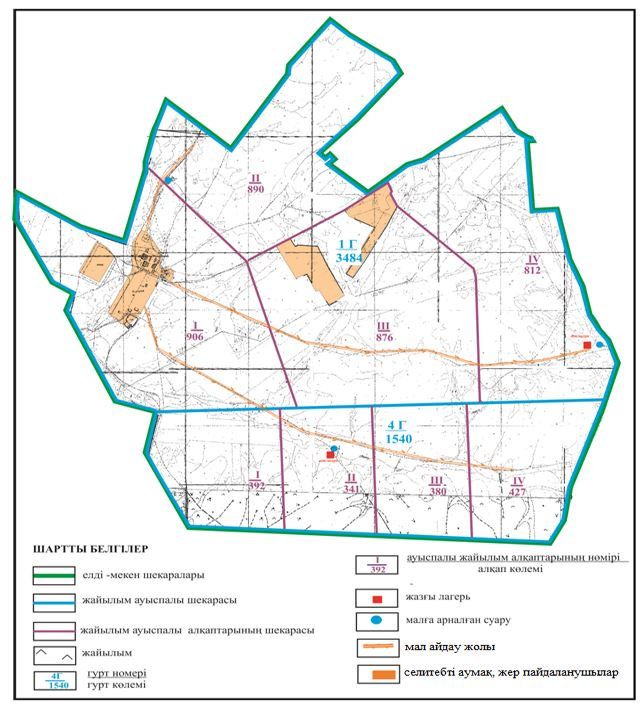 II
890
1 Г
3484
IV
812
I
906
III
876
4 Г
1540
I
392
II
341
III
380
IV
427
ШАРТТЫ БЕЛГІЛЕР
елді -мекен шекаралары
жайылым ауыспалы шекарасы
жайылым ауыспалы алқаптарының шекарасы
жайылым
4Г
1540
гурт номері
гурт көлемі
I
392
ауыспалы жайылым алқаптарының нөмірі
алқап көлемі
жазғы лагерь
малға арналған суару
мал айдау жолы
селитебті аумақ, жер пайдаланушылар